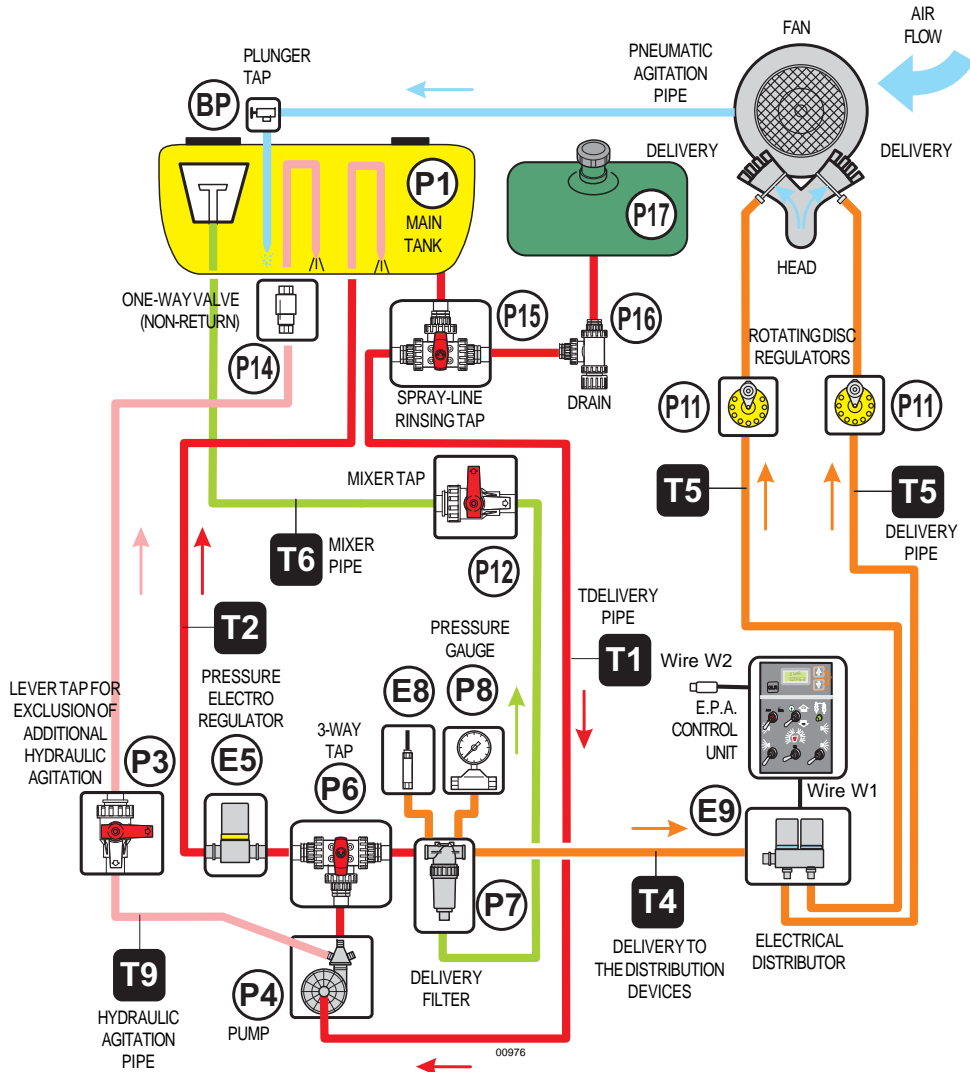 FAN
AIR
FLOW
PLUNGER
TAP
PNEUMATIC
AGITATION
PIPE
BP
DELIVERY
DELIVERY
P1
MAIN
TANK
P17
HEAD
ONE-WAY VALVE
(NON-RETURN)
P14
P15
P16
SPRAY-LINE
RINSING TAP
DRAIN
ROTATING DISC
REGULATORS
P11
P11
MIXER TAP
T5
T5
DELIVERY
PIPE
T6
MIXER
PIPE
P12
T2
TDELIVERY
PIPE
T1
PRESSURE
GAUGE
Wire W2
E.P.A.
CONTROL
UNIT
LEVER TAP FOR
EXCLUSION OF
ADDITIONAL
HYDRAULIC
AGITATION
PRESSURE
ELECTRO
REGULATOR
E8
P8
P3
E5
3-WAY
TAP
P6
Wire W1
E9
P7
T4
T9
HYDRAULIC
AGITATION
PIPE
P4
PUMP
DELIVERY
FILTER
DELIVERY TO
THE DISTRIBUTION
DEVICES
ELECTRICAL
DISTRIBUTOR
00976